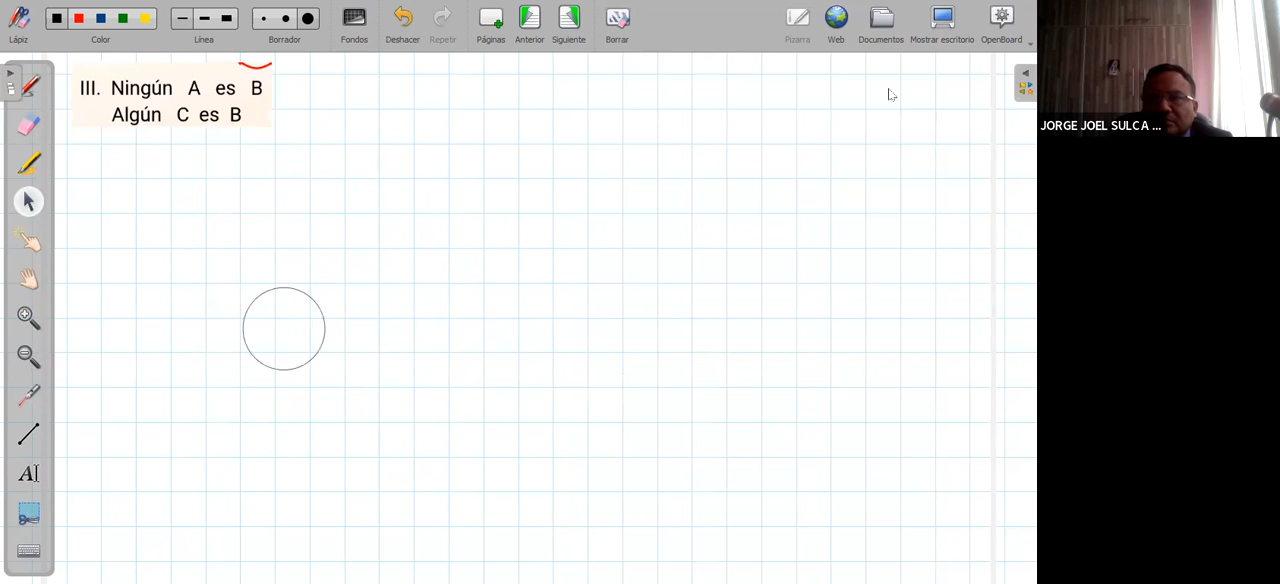 Lápiz Color Línea Borrador Fondos Deshacer Repetir Páginas Anterior Siguiente Borrar Pizarra Web Documentos Mostrar escritorio OpenBoard
JORGE JOEL SULCA ...
III. Ningún A es B
Algún C es B